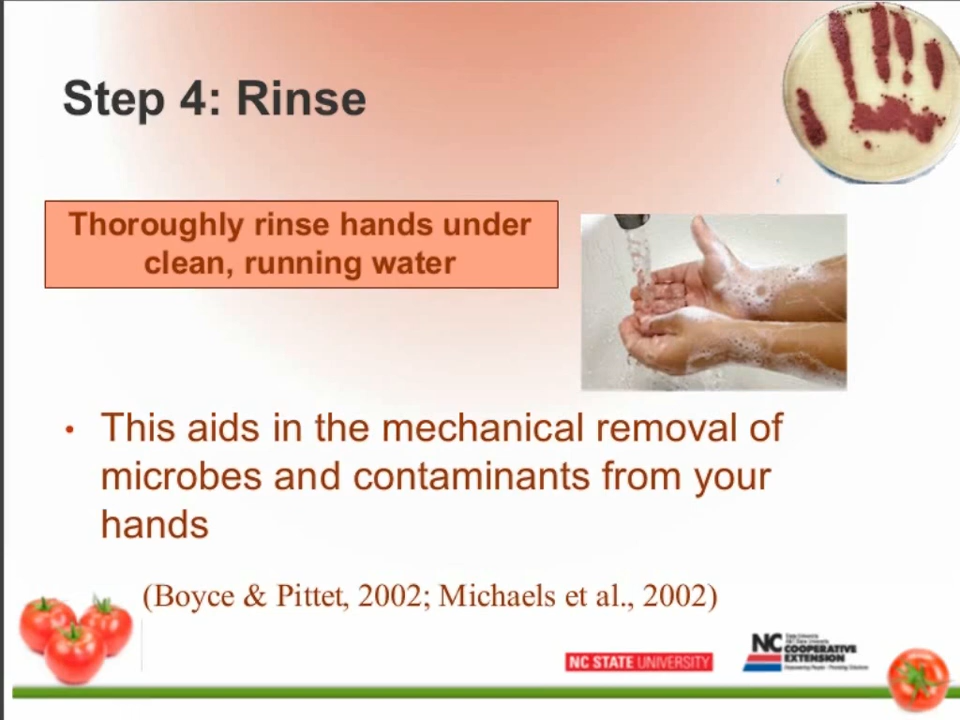 Step 4: Rinse
Thoroughly rinse hands under
clean, running water
• This aids in the mechanical removal of
microbes and contaminants from your
hands
(Boyce & Pittet, 2002; Michaels et al., 2002)
NC STATE UNIVERSITY
NC COOPERATIVE
EXTENSION